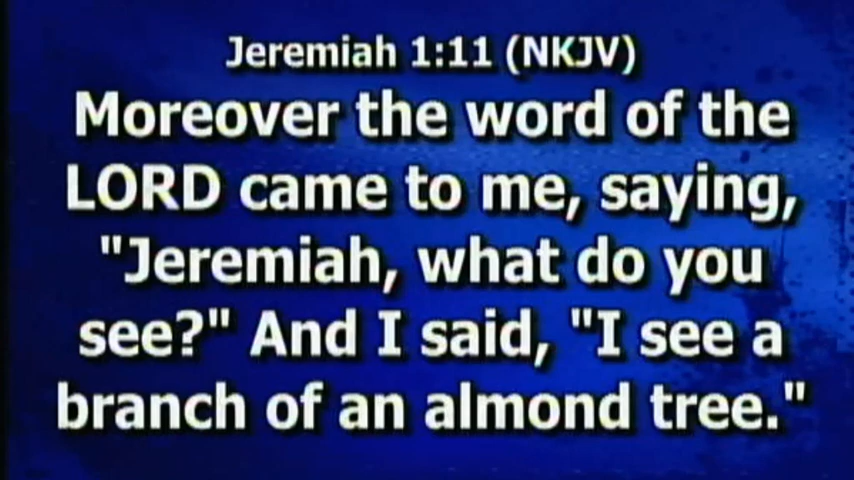 Jeremiah 1:11 (NKJV)
Moreover the word of the
LORD came to me, saying,
"Jeremiah, what do you
see?" And I said, "I see a
branch of an almond tree."